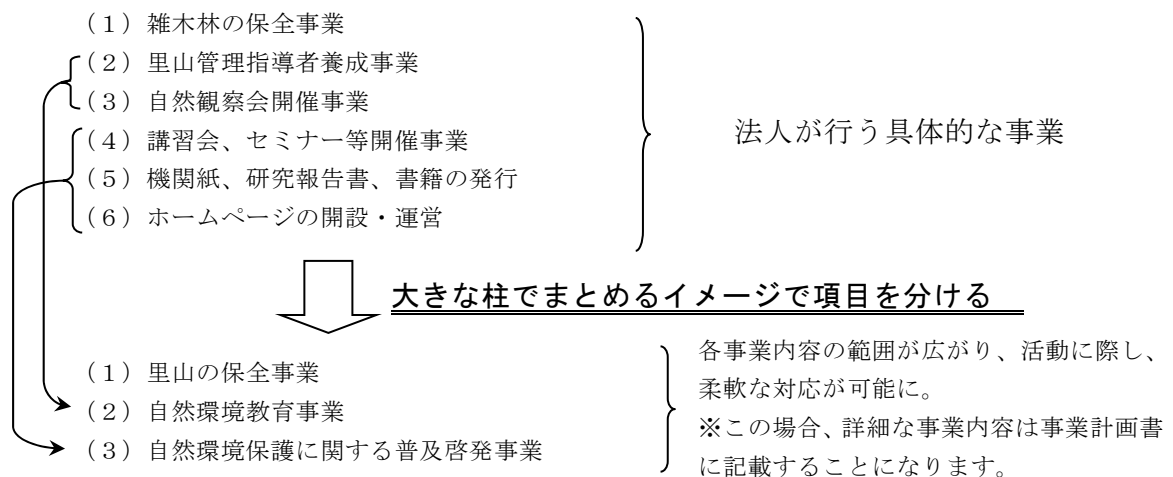 （１）雑木林の保全事業
（２）里山管理指導者養成事業
（３）自然観察会開催事業
（４）講習会、セミナー等開催事業
（５）機関紙、研究報告書、書籍の発行
（６）ホームページの開設・運営
法人が行う具体的な事業
大きな柱でまとめるイメージで項目を分ける
（１）里山の保全事業
（２）自然環境教育事業
（３）自然環境保護に関する普及啓発事業
各事業内容の範囲が広がり、活動に際し、
柔軟な対応が可能に。
※この場合、詳細な事業内容は事業計画書
に記載することになります。